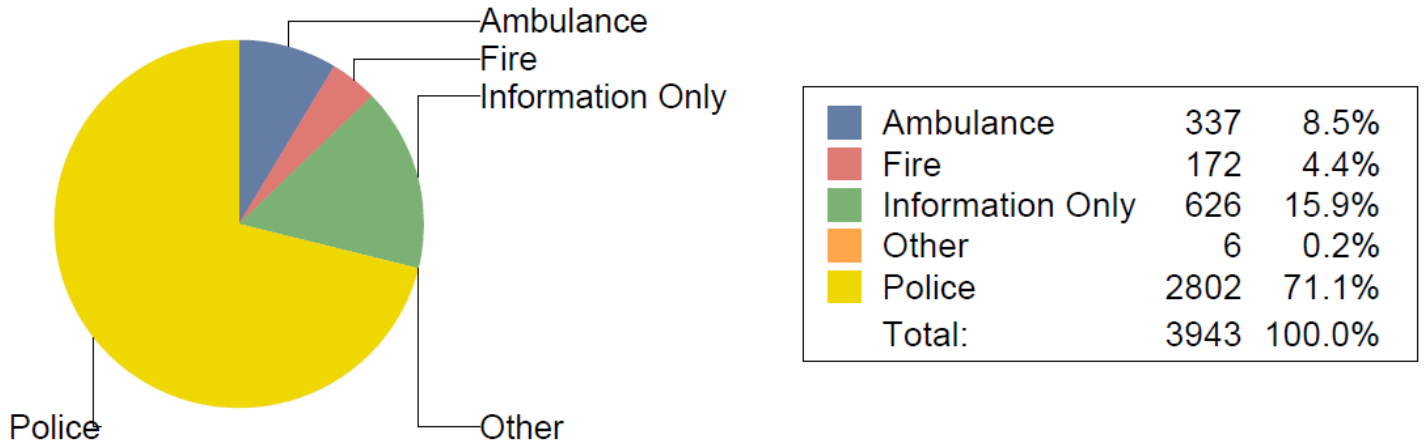 Ambulance
Fire
Information Only
Police
Other
Ambulance 337 8.5%
Fire 172 4.4%
Information Only 626 15.9%
Other 6 0.2%
Police 2802 71.1%
Total: 3943 100.0%